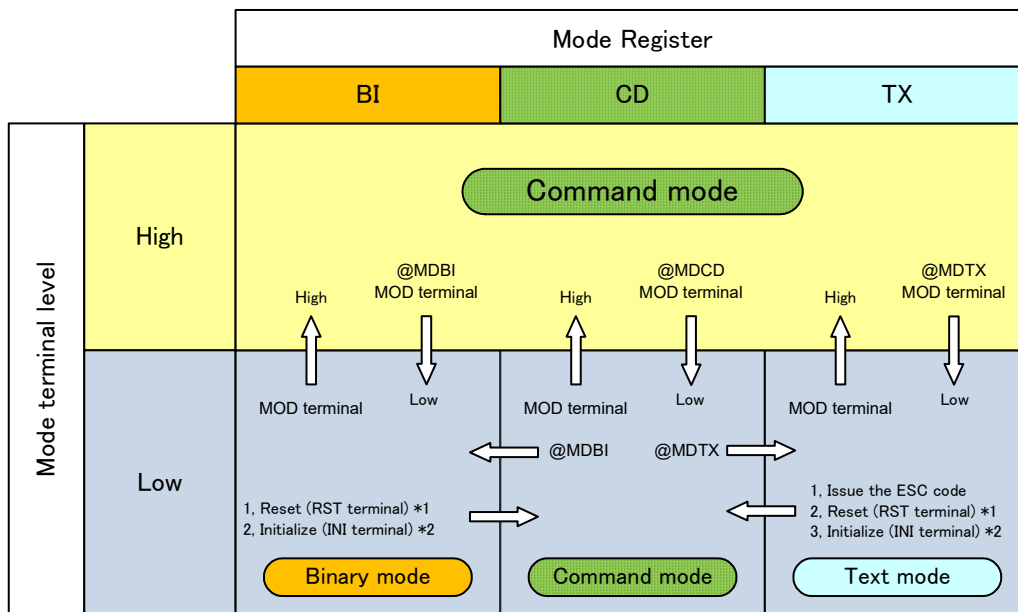 Mode Register
BI
CD
TX
Mode terminal level
High
Command mode
High
@MDBI
MOD terminal
High
@MDCD
MOD terminal
High
@MDTX
MOD terminal
Low
MOD terminal
Low
MOD terminal
Low
MOD terminal
Low
@MDBI
@MDTX
1, Reset (RST terminal) *1
2, Initialize (INI terminal) *2
1, Issue the ESC code
2, Reset (RST terminal) *1
3, Initialize (INI terminal) *2
Binary mode
Command mode
Text mode